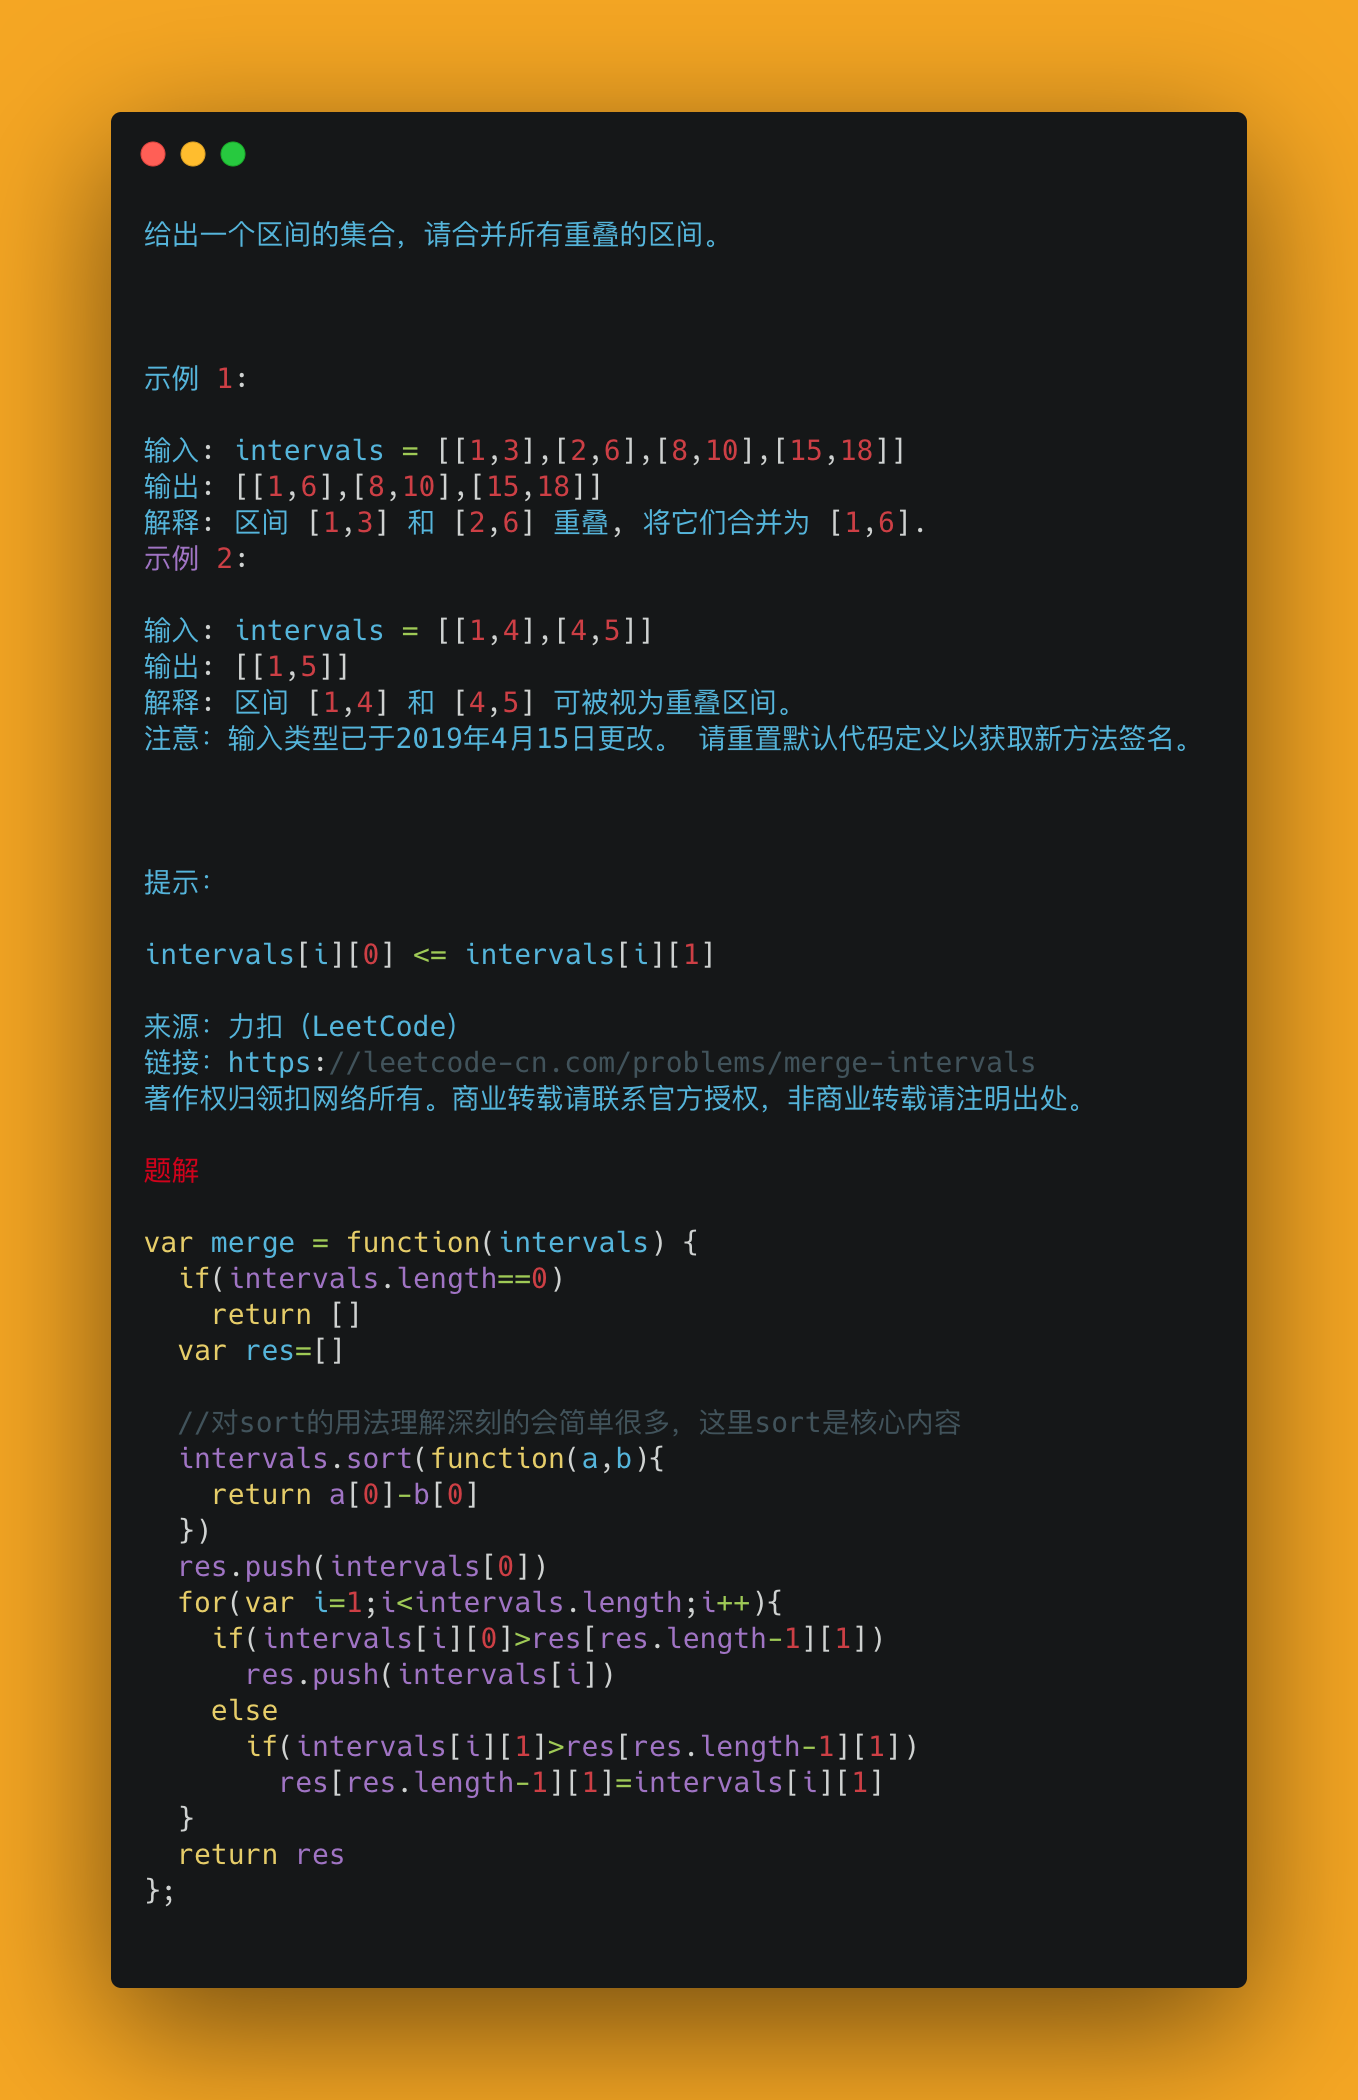 给出一个区间的集合，请合并所有重叠的区间。
示例 1:
输入: intervals = [[1,3],[2,6],[8,10],[15,18]]
输出: [[1,6],[8,10],[15,18]]
解释: 区间 [1,3] 和 [2,6] 重叠, 将它们合并为 [1,6].
示例 2:
输入: intervals = [[1,4],[4,5]]
输出: [[1,5]]
解释: 区间 [1,4] 和 [4,5] 可被视为重叠区间。
注意：输入类型已于2019年4月15日更改。 请重置默认代码定义以获取新方法签名。
提示：
intervals[i][0] <= intervals[i][1]
来源：力扣（LeetCode）
链接：https://leetcode-cn.com/problems/merge-intervals
著作权归领扣网络所有。商业转载请联系官方授权，非商业转载请注明出处。
题解
var merge = function(intervals) {
  if(intervals.length==0)
    return []
  var res=[]
  //对sort的用法理解深刻的会简单很多，这里sort是核心内容
  intervals.sort(function(a,b){
    return a[0]-b[0]
  })
  res.push(intervals[0])
  for(var i=1;i<intervals.length;i++){
    if(intervals[i][0]>res[res.length-1][1])
      res.push(intervals[i])
    else
      if(intervals[i][1]>res[res.length-1][1])
        res[res.length-1][1]=intervals[i][1]
  }
  return res
};